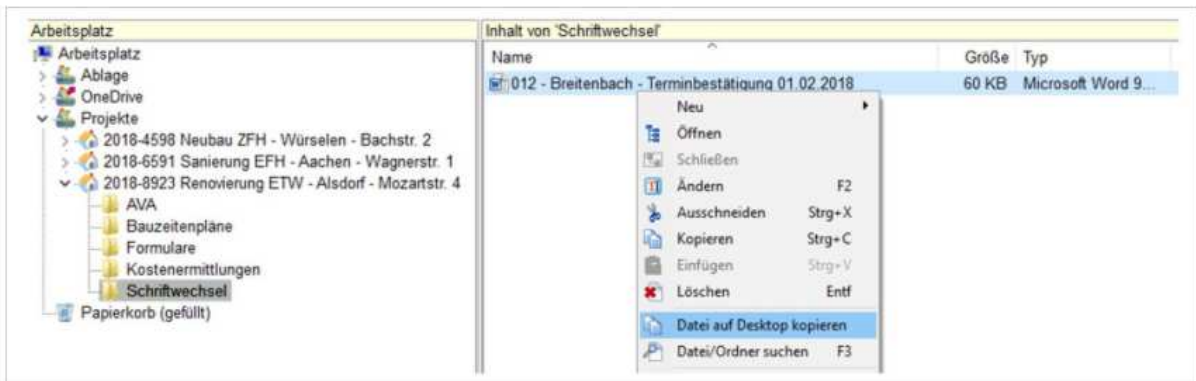 Arbeitsplatz
Arbeitsplatz
Ablage
OneDrive
Projekte
2018-4598 Neubau ZFH - Würselen - Bachstr. 2
2018-6591 Sanierung EFH - Aachen - Wagnerstr. 1
2018-8923 Renovierung ETW - Alsdorf - Mozartstr. 4
AVA
Bauzeitenpläne
Formulare
Kostenermittlungen
Schriftwechsel
Papierkorb (gefüllt)
Inhalt von 'Schriftwechsel'
Name Größe Typ
012 - Breitenbach - Terminbestätigung 01.02.2018 60 KB Microsoft Word 9...
Neu
Öffnen
Schließen
Ändern F2
Ausschneiden Strg+X
Kopieren Strg+C
Einfügen Strg+V
Löschen Entf
Datei auf Desktop kopieren
Datei/Ordner suchen F3